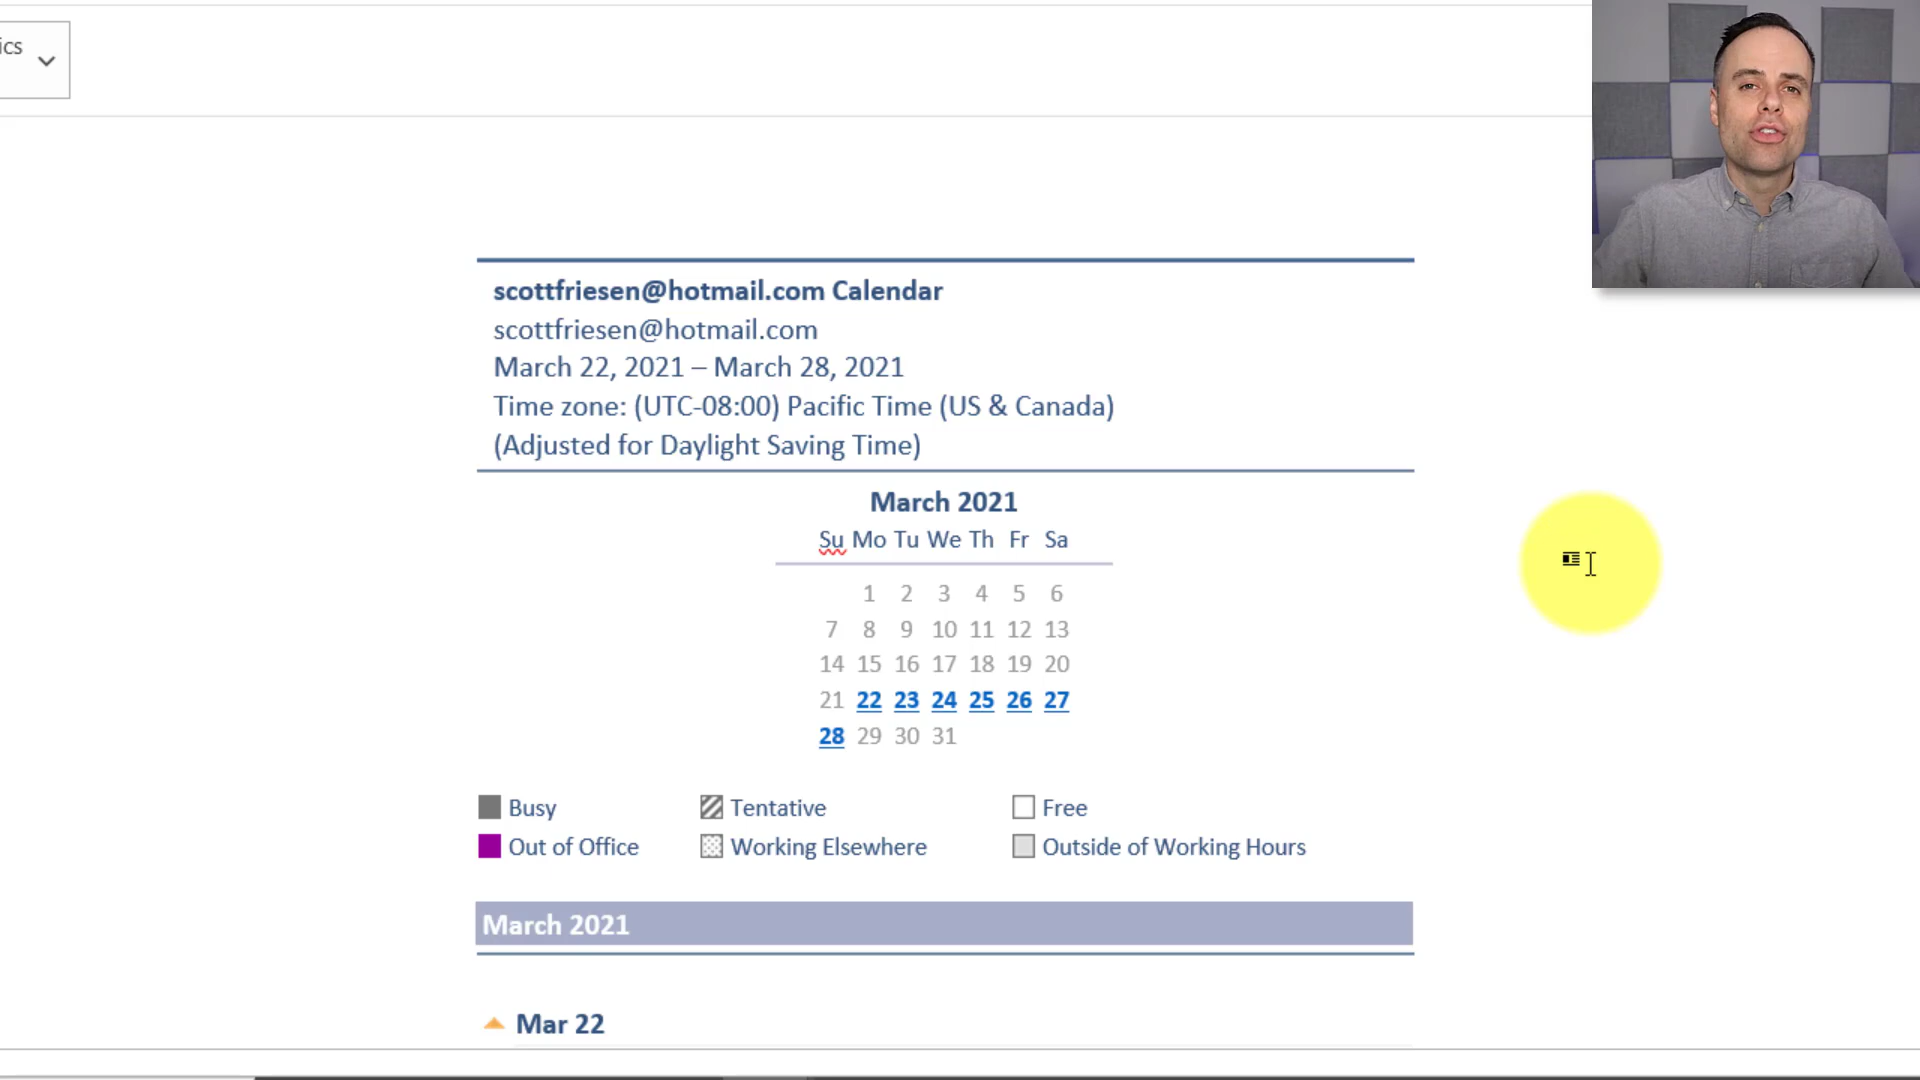 ics
scottfriesen@hotmail.com Calendar
scottfriesen@hotmail.com
March 22, 2021 – March 28, 2021
Time zone: (UTC-08:00) Pacific Time (US & Canada)
(Adjusted for Daylight Saving Time)
March 2021
Su Mo Tu We Th Fr Sa
1 2 3 4 5 6
7 8 9 10 11 12 13
14 15 16 17 18 19 20
21 22 23 24 25 26 27
28 29 30 31
Busy Tentative Free
Out of Office Working Elsewhere Outside of Working Hours
March 2021
Mar 22